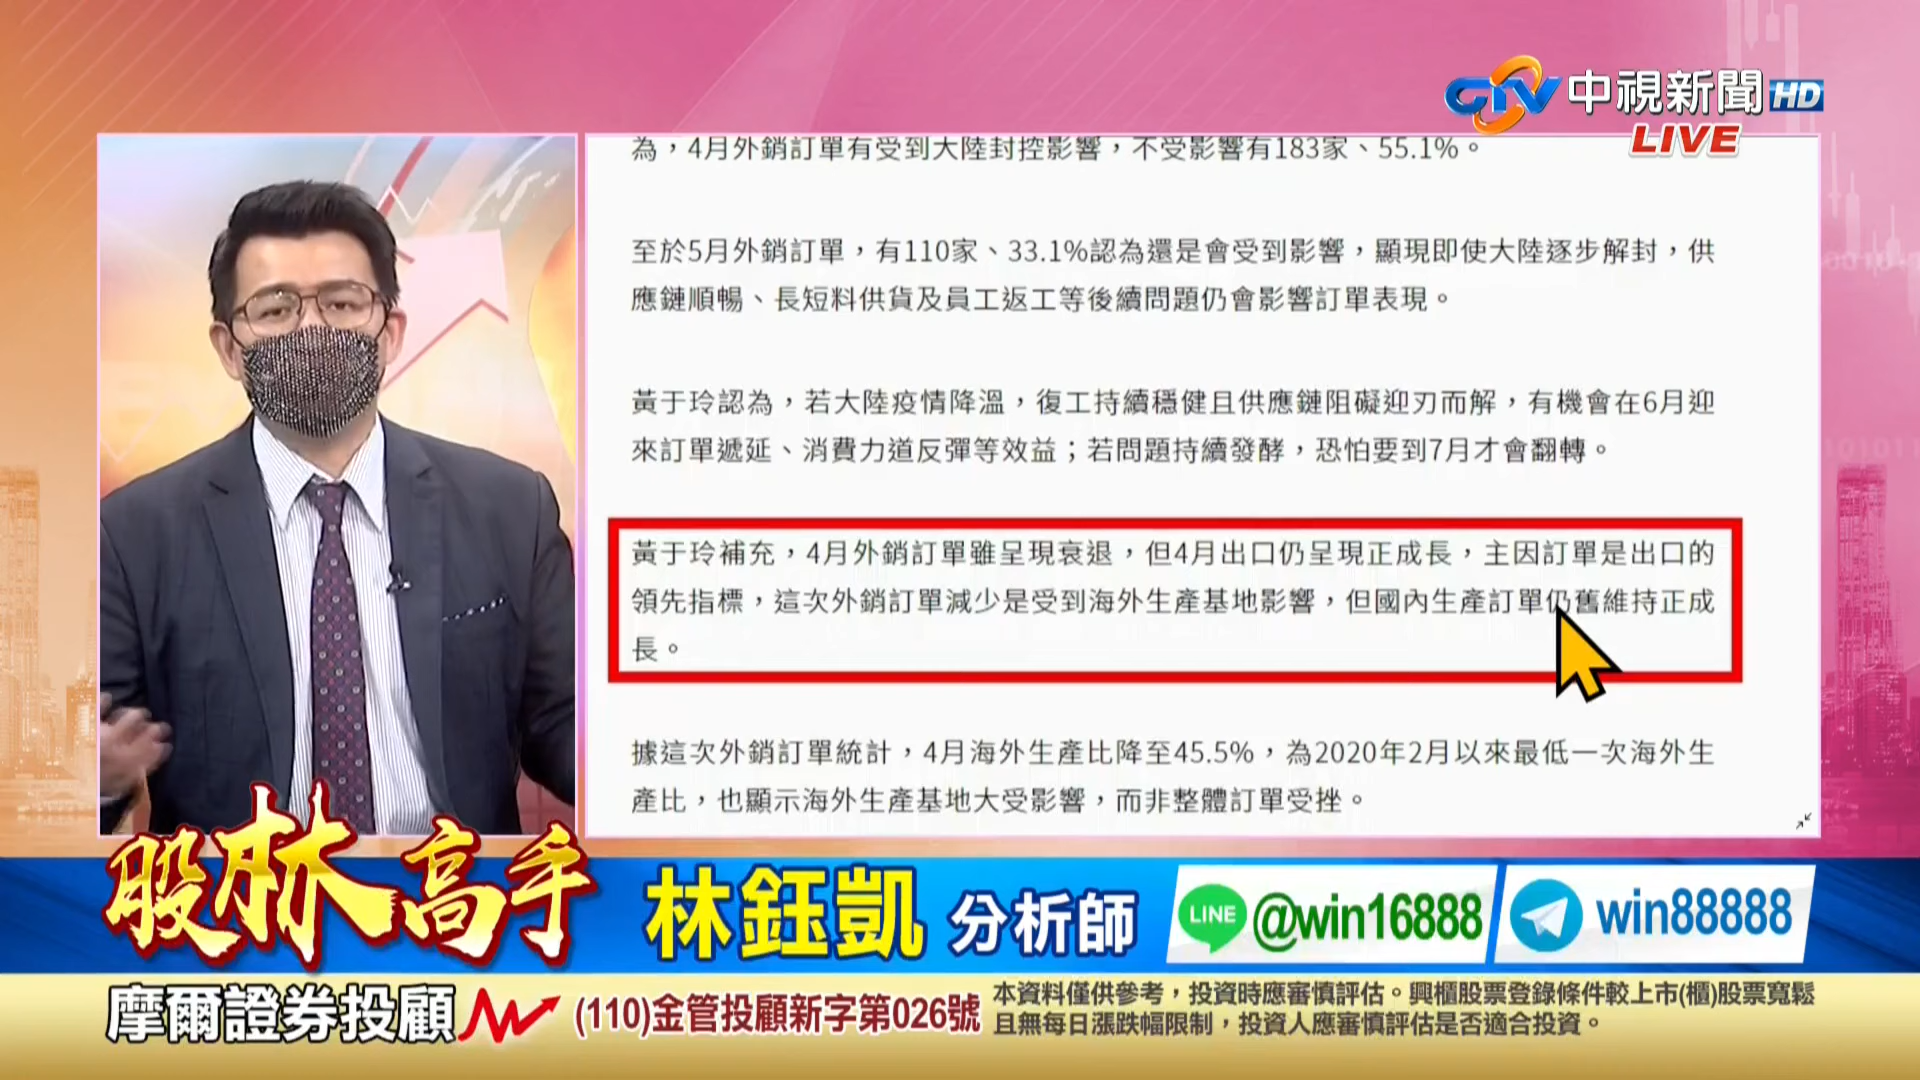 CTV 中視新聞 HD
LIVE
為，4月外銷訂單有受到大陸封控影響，不受影響有183家、55.1%。
至於5月外銷訂單，有110家、33.1%認為還是會受到影響，顯現即使大陸逐步解封，供
應鏈順暢、長短料供貨及員工返工等後續問題仍會影響訂單表現。
黃于玲認為，若大陸疫情降溫，復工持續穩健且供應鏈阻礙迎刃而解，有機會在6月迎
來訂單遞延、消費力道反彈等效益；若問題持續發酵，恐怕要到7月才會翻轉。
黃于玲補充，4月外銷訂單雖呈現衰退，但4月出口仍呈現正成長，主因訂單是出口的
領先指標，這次外銷訂單減少是受到海外生產基地影響，但國內生產訂單仍舊維持正成
長。
據這次外銷訂單統計，4月海外生產比降至45.5%，為2020年2月以來最低一次海外生
產比，也顯示海外生產基地大受影響，而非整體訂單受挫。
股林高手
林鈺凱 分析師
LINE @win16888
win88888
摩爾證券投顧
(110)金管投顧新字第026號
本資料僅供參考，投資時應審慎評估。興櫃股票登錄條件較上市(櫃)股票寬鬆
且無每日漲跌幅限制，投資人應審慎評估是否適合投資。